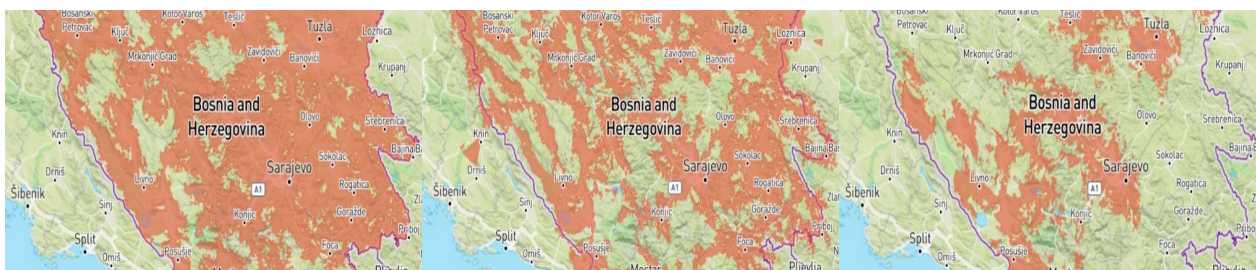 Bosanski
Petrovac
Ključ
Kotor Varoš
Teslić
Tuzla
Loznica
Mrkonjić Grad
Zavidovići
Banovići
Krupanj
Bosnia and
Herzegovina
Olovo
Srebrenica
Knin
Bajina Ba
Drniš
Sarajevo
Sokolac
Šibenik
Livno
A1
Rogatica
Sinj
Konjic
Goražde
Split
Posušje
Foča
Priboj
Omiš
Bosanski
Petrovac
Ključ
Kotor Varoš
Teslić
Tuzla
Loznica
Mrkonjić Grad
Zavidovići
Banovići
Krupanj
Bosnia and
Herzegovina
Olovo
Srebrenica
Knin
Bajina Ba
Drniš
Sarajevo
Sokolac
Šibenik
Livno
A1
Rogatica
Sinj
Konjic
Goražde
Split
Posušje
Foča
Priboj
Omiš
Mostar
Pljevlja
Bosanski
Petrovac
Ključ
Kotor Varoš
Teslić
Tuzla
Loznica
Mrkonjić Grad
Zavidovići
Banovići
Krupanj
Bosnia and
Herzegovina
Olovo
Srebrenica
Knin
Bajina B
Drniš
Sarajevo
Sokolac
Šibenik
Livno
A1
Rogatica
Sinj
Konjic
Goražde
Split
Posušje
Foča
Priboj
Omiš